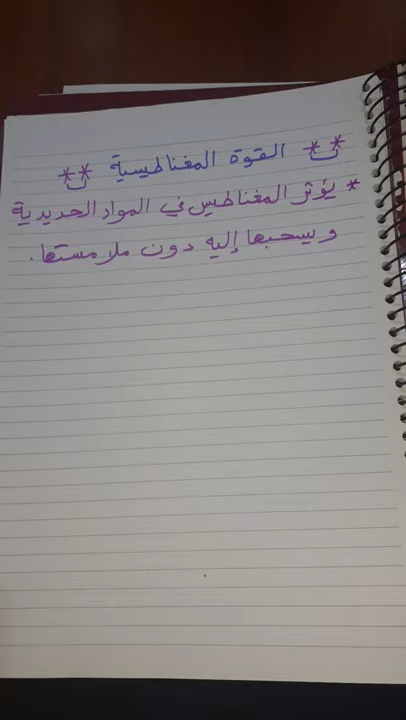 ** القوة المغناطيسية **
* يؤثر المغناطيس في المواد الحديدية
ويسحبها إليه دون ملامستها.